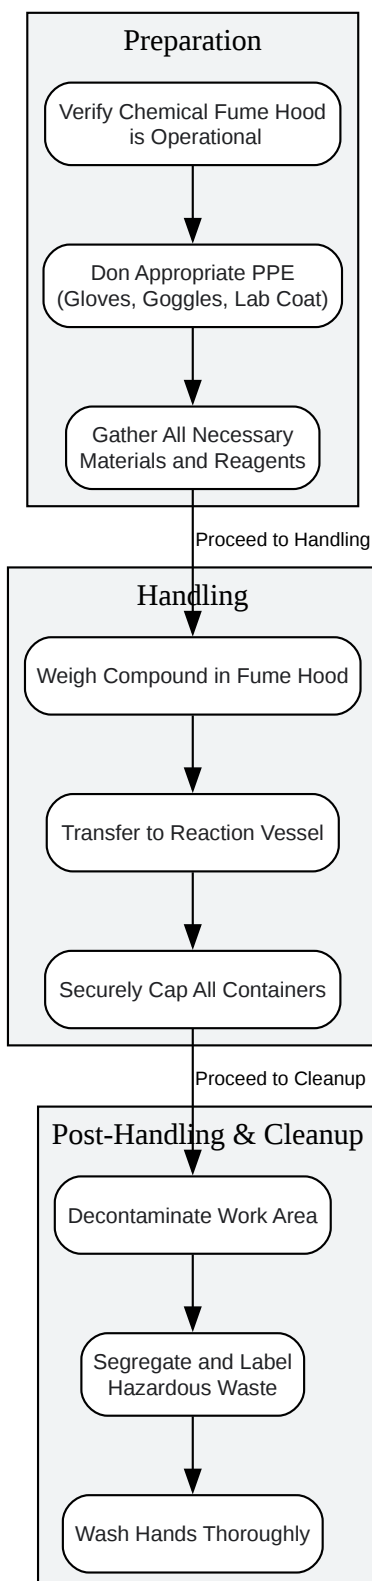 Preparation
Verify Chemical Fume Hood
is Operational
Don Appropriate PPE
(Gloves, Goggles, Lab Coat)
Gather All Necessary
Materials and Reagents
Proceed to Handling
Handling
Weigh Compound in Fume Hood
Transfer to Reaction Vessel
Securely Cap All Containers
Proceed to Cleanup
Post-Handling & Cleanup
Decontaminate Work Area
Segregate and Label
Hazardous Waste
Wash Hands Thoroughly